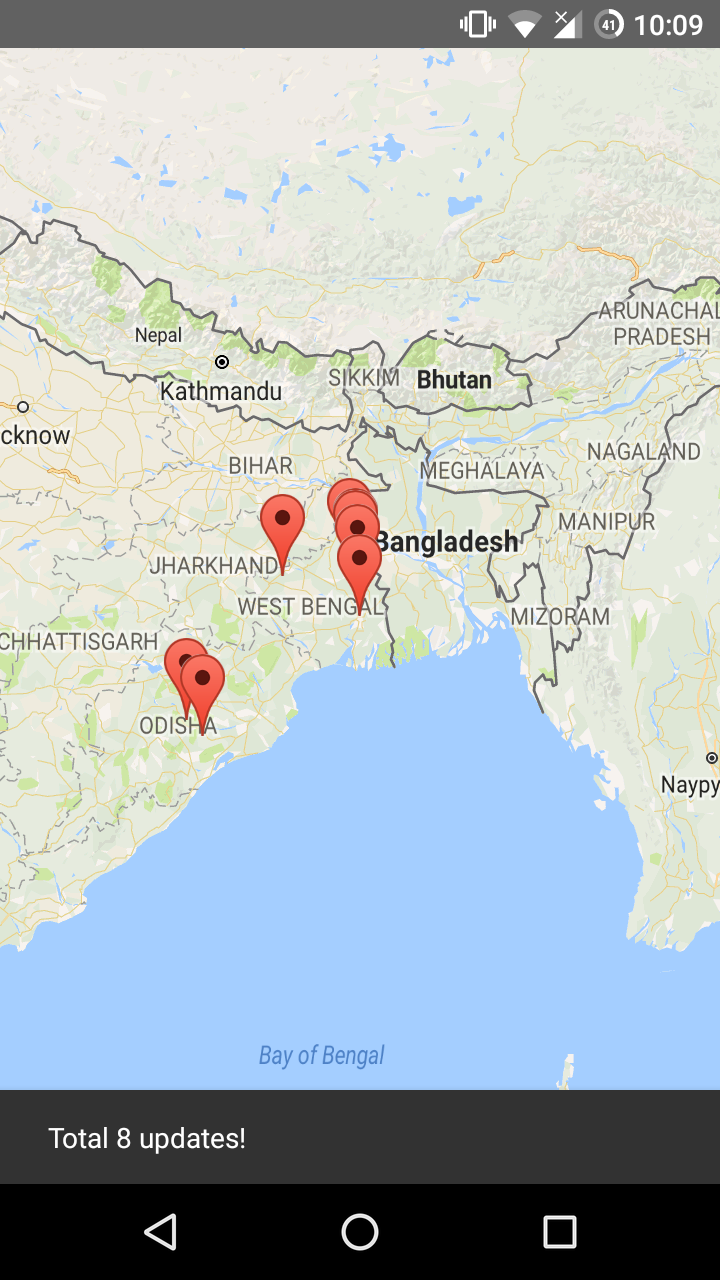 41 10:09
ARUNACHAL
PRADESH
Nepal
SIKKIM
Bhutan
Kathmandu
cknow
NAGALAND
BIHAR
MEGHALAYA
MANIPUR
Bangladesh
JHARKHAND
WEST BENGAL
MIZORAM
CHHATTISGARH
ODISHA
Naypy
Bay of Bengal
Total 8 updates!